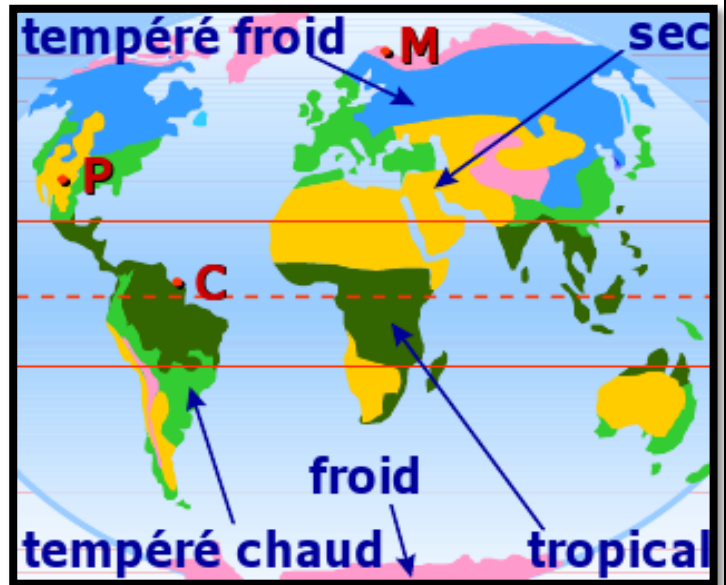 tempéré froid
M
sec
P
C
froid
tempéré chaud
tropical